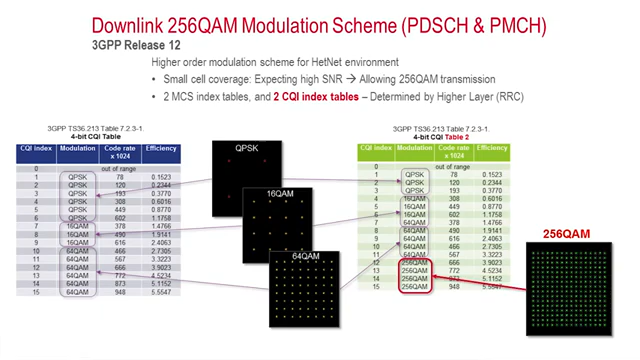 Downlink 256QAM Modulation Scheme (PDSCH & PMCH)
3GPP Release 12
Higher order modulation scheme for HetNet environment
• Small cell coverage: Expecting high SNR → Allowing 256QAM transmission
• 2 MCS index tables, and 2 CQI index tables – Determined by Higher Layer (RRC)
3GPP TS36.213 Table 7.2.3-1.
4-bit CQI Table
CQI index Modulation Code rate x 1024 Efficiency
0 out of range
1 QPSK 78 0.1523
2 QPSK 120 0.2344
3 QPSK 193 0.3770
4 QPSK 308 0.6016
5 QPSK 449 0.8770
6 QPSK 602 1.1758
7 16QAM 378 1.4766
8 16QAM 490 1.9141
9 16QAM 616 2.4063
10 64QAM 466 2.7305
11 64QAM 567 3.3223
12 64QAM 666 3.9023
13 64QAM 772 4.5234
14 64QAM 873 5.1152
15 64QAM 948 5.5547
QPSK
16QAM
64QAM
3GPP TS36.213 Table 7.2.3-1.
4-bit CQI Table 2
CQI index Modulation Code rate x 1024 Efficiency
0 out of range
1 QPSK 78 0.1523
2 QPSK 120 0.2344
3 QPSK 193 0.3770
4 16QAM 308 0.6016
5 16QAM 449 0.8770
6 16QAM 602 1.1758
7 64QAM 378 1.4766
8 64QAM 490 1.9141
9 64QAM 616 2.4063
10 64QAM 466 2.7305
11 64QAM 567 3.3223
12 256QAM 666 3.9023
13 256QAM 772 4.5234
14 256QAM 873 5.1152
15 256QAM 948 5.5547
256QAM